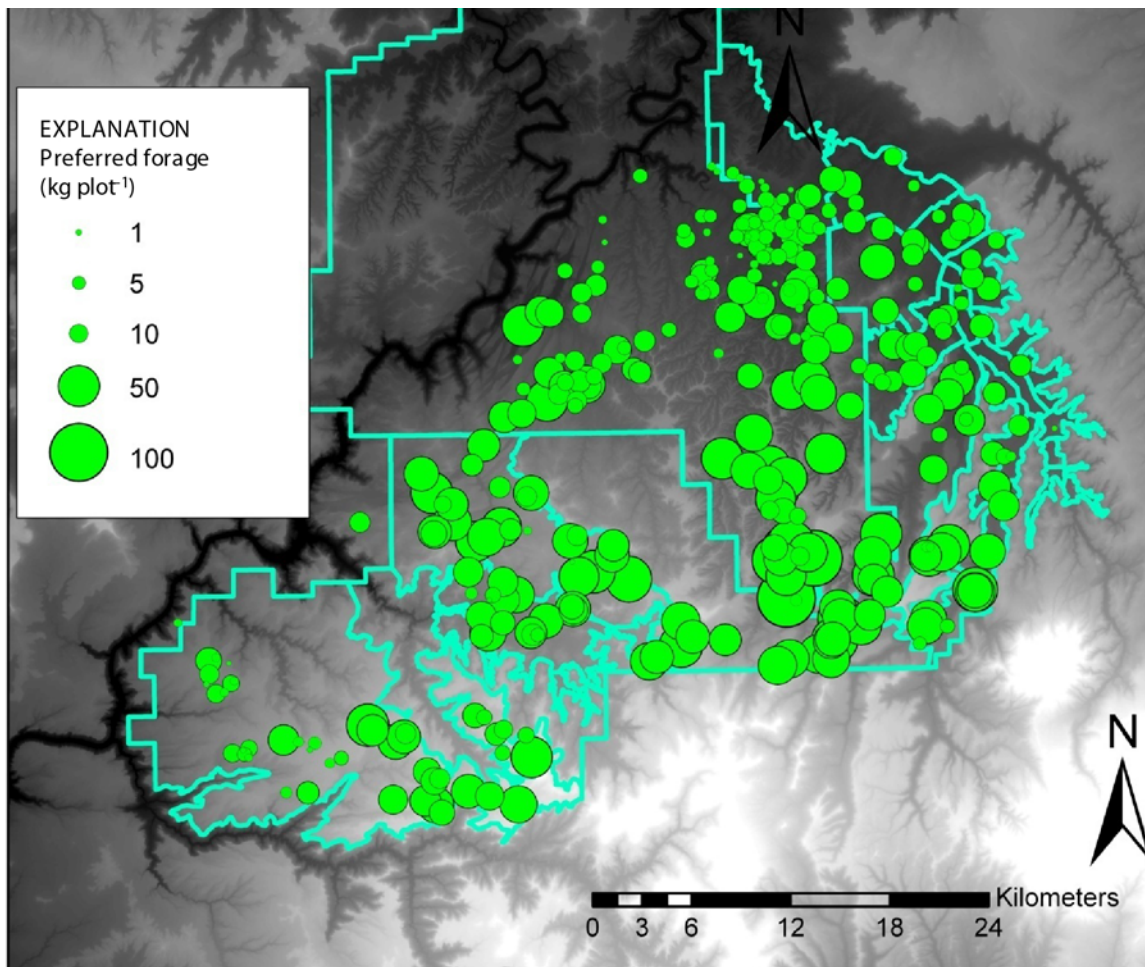 N
EXPLANATION
Preferred forage
(kg plot⁻¹)
1
5
10
50
100
N
Kilometers
0 3 6 12 18 24